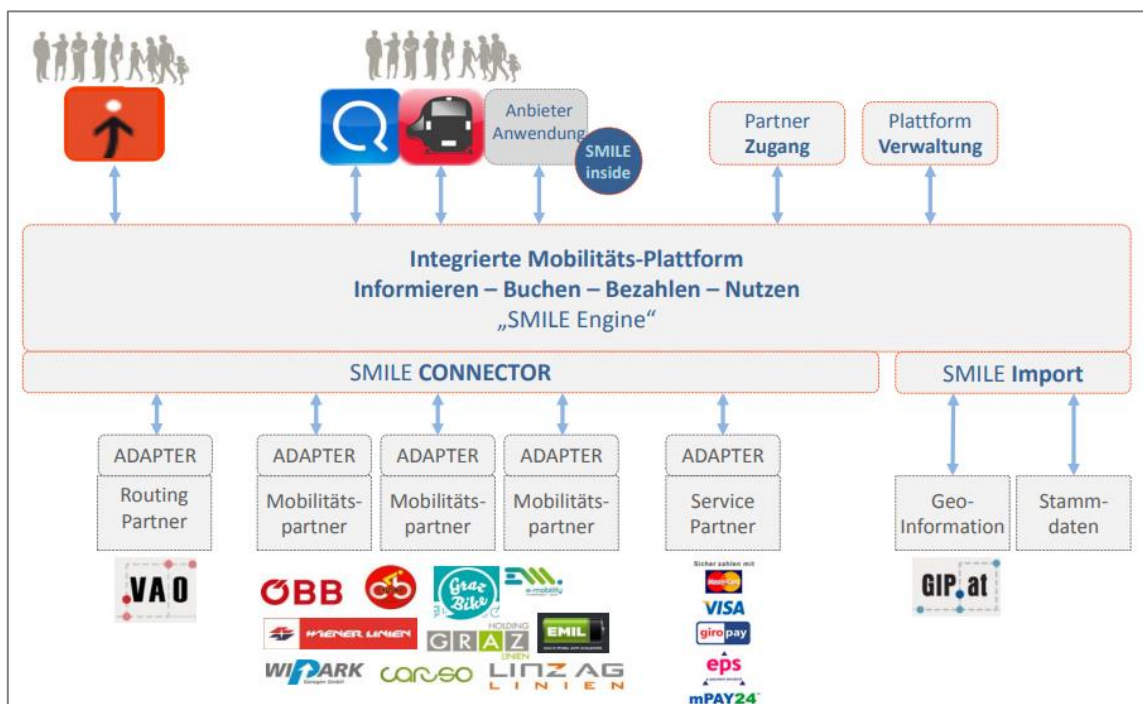 Anbieter
Anwendung
SMILE
inside
Partner
Zugang
Plattform
Verwaltung
Integrierte Mobilitäts-Plattform
Informieren – Buchen – Bezahlen – Nutzen
„SMILE Engine“
SMILE CONNECTOR
SMILE Import
ADAPTER
Routing
Partner
ADAPTER
Mobilitäts-
partner
ADAPTER
Mobilitäts-
partner
ADAPTER
Mobilitäts-
partner
ADAPTER
Service
Partner
Geo-
Information
Stamm-
daten
VAO
ÖBB
Graz
Bike
e-mobility
WIENER LINIEN
HOLDING
GRAZ
LINIEN
EMIL
WIPARK
Garagen GmbH
caruso
LINZ AG
LINIEN
Sicher zahlen mit
MasterCard
VISA
giropay
eps
mPAY24
GIP.at